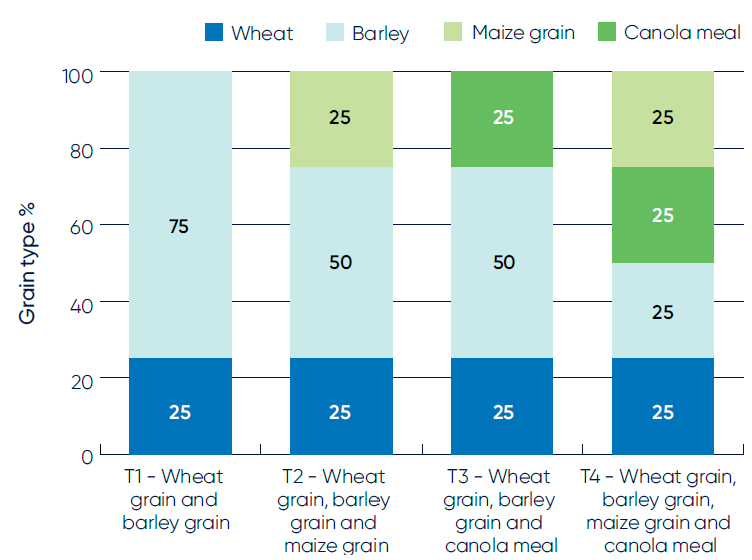 Wheat Barley Maize grain Canola meal
100
80
60
40
20
0
Grain type %
75
25
25
50
25
25
50
25
25
25
25
25
T1 - Wheat
grain and
barley grain
T2 - Wheat
grain, barley
grain and
maize grain
T3 - Wheat
grain, barley
grain and
canola meal
T4 - Wheat grain,
barley grain,
maize grain and
canola meal